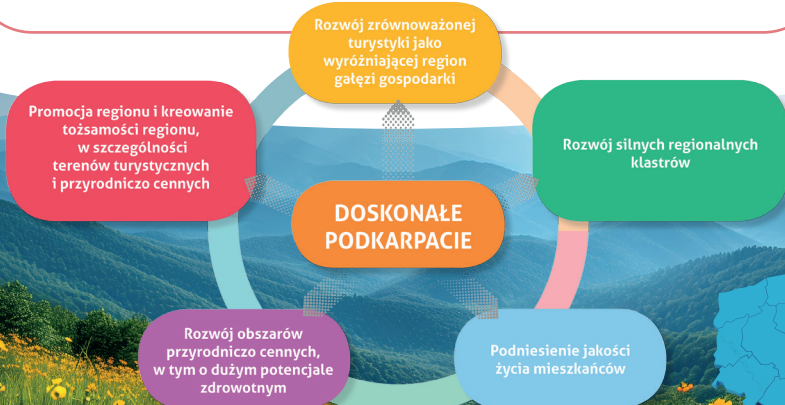 Rozwój zrównoważonej
turystyki jako
wyróżniającej region
gałęzi gospodarki
Promocja regionu i kreowanie
tożsamości regionu,
w szczególności
terenów turystycznych
i przyrodniczo cennych
Rozwój silnych regionalnych
klastrów
DOSKONAŁE
PODKARPACIE
Rozwój obszarów
przyrodniczo cennych,
w tym o dużym potencjale
zdrowotnym
Podniesienie jakości
życia mieszkańców